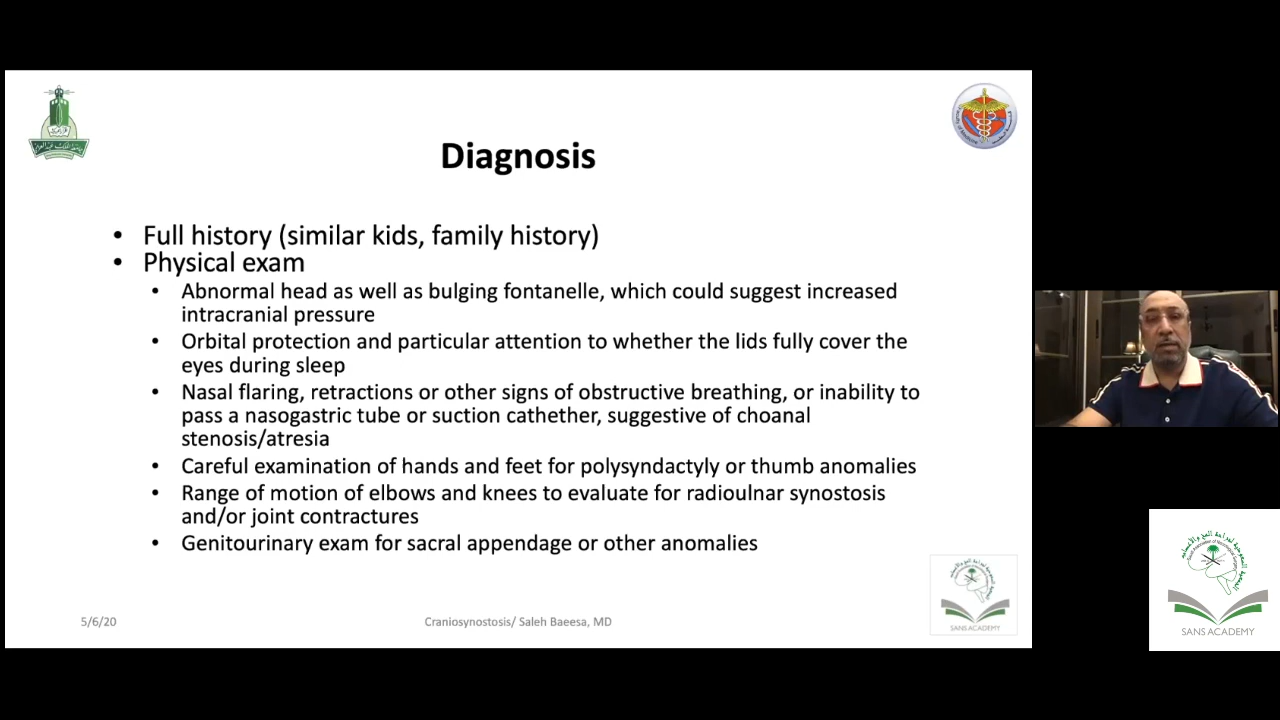 Diagnosis
• Full history (similar kids, family history)
• Physical exam
• Abnormal head as well as bulging fontanelle, which could suggest increased
intracranial pressure
• Orbital protection and particular attention to whether the lids fully cover the
eyes during sleep
• Nasal flaring, retractions or other signs of obstructive breathing, or inability to
pass a nasogastric tube or suction cathether, suggestive of choanal
stenosis/atresia
• Careful examination of hands and feet for polysyndactyly or thumb anomalies
• Range of motion of elbows and knees to evaluate for radioulnar synostosis
and/or joint contractures
• Genitourinary exam for sacral appendage or other anomalies
5/6/20
Craniosynostosis/ Saleh Baeesa, MD
SANS ACADEMY
SANS ACADEMY